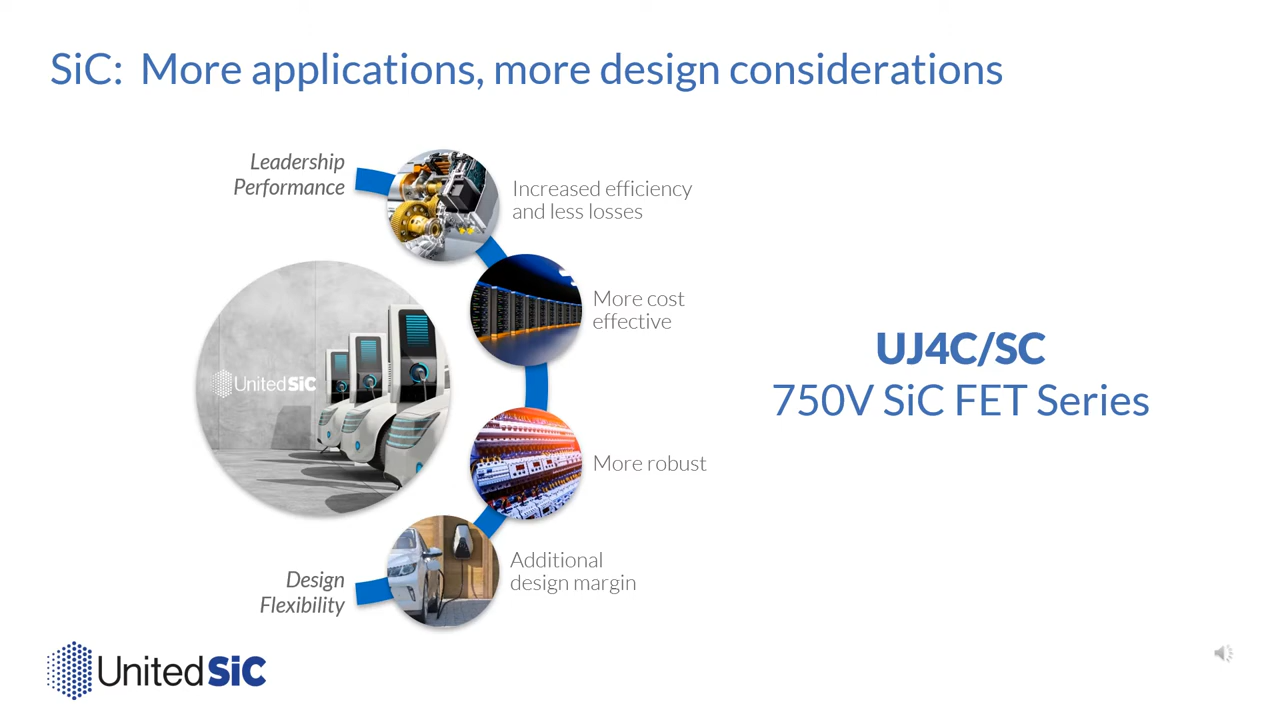 SiC: More applications, more design considerations
Leadership
Performance
Increased efficiency
and less losses
More cost
effective
UnitedSiC
More robust
Additional
design margin
Design
Flexibility
UJ4C/SC
750V SiC FET Series
UnitedSiC